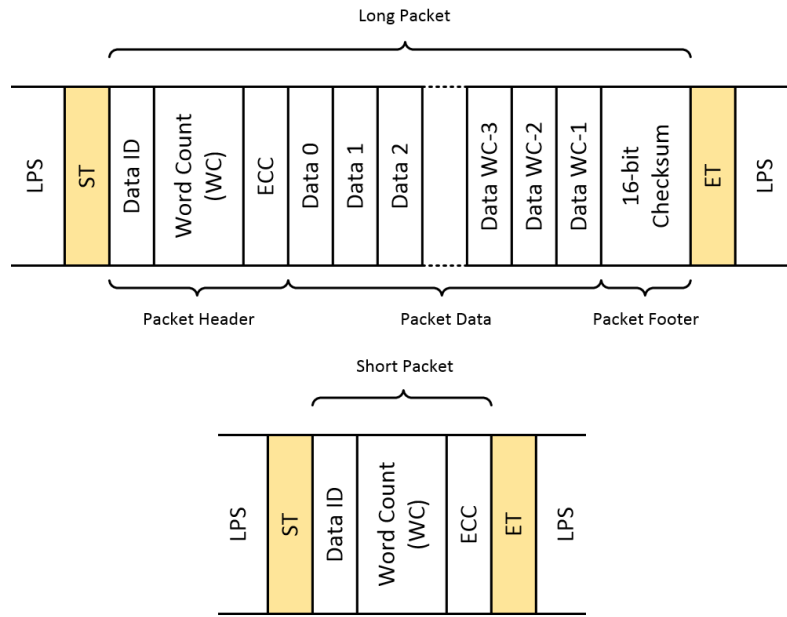 Long Packet
LPS
ST
Data ID
Word Count
(WC)
ECC
Data 0
Data 1
Data 2
Data WC-3
Data WC-2
Data WC-1
16-bit
Checksum
ET
LPS
Packet Header
Packet Data
Packet Footer
Short Packet
LPS
ST
Data ID
Word Count
(WC)
ECC
ET
LPS